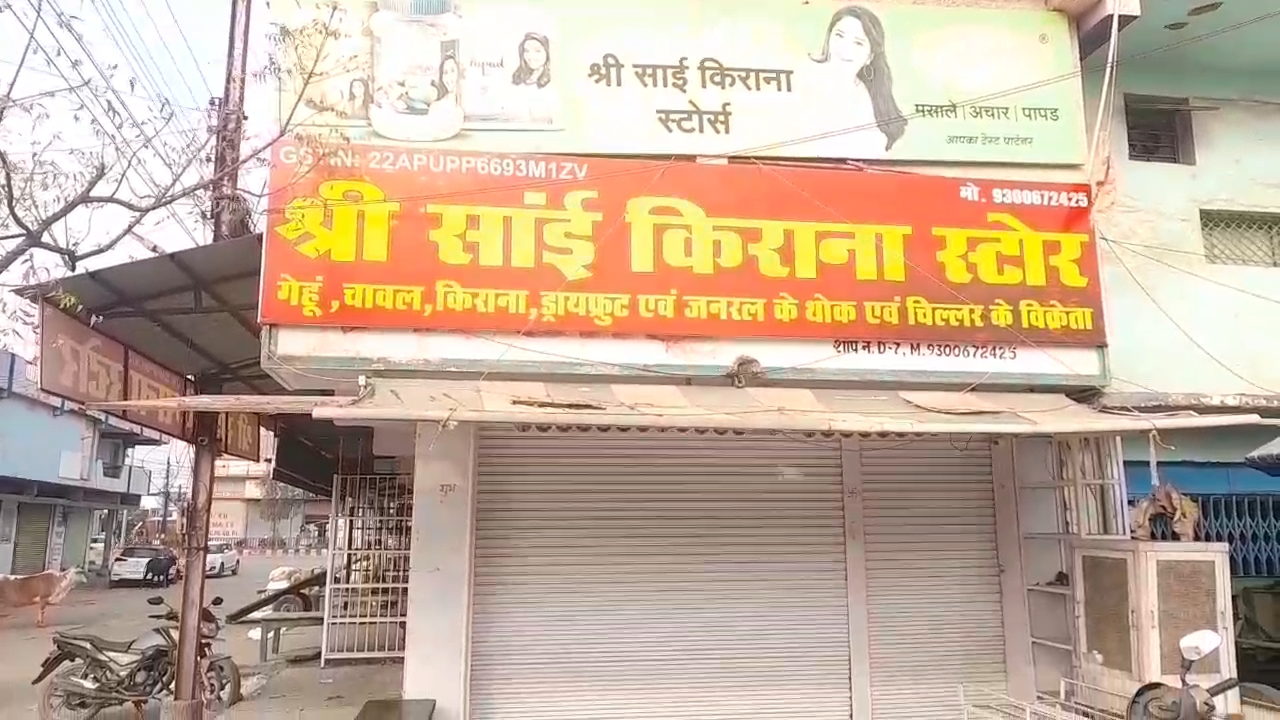 श्री साई किराना
स्टोर्स
मसाले | अचार | पापड
आपका टेस्ट पार्टनर
GSTIN: 22APUPP6693M1ZV
मो. 9300672425
श्री सांई किराना स्टोर
गेहूं ,चावल,किराना,ड्रायफ्रुट एवं जनरल के थोक एवं चिल्लर के विक्रेता
शाप न. D-7, M.9300672425
शुभ